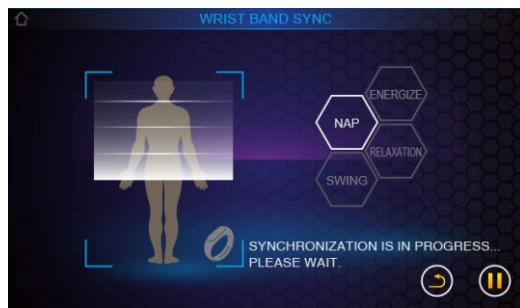 WRIST BAND SYNC
ENERGIZE
NAP
RELAXATION
SWING
SYNCHRONIZATION IS IN PROGRESS...
PLEASE WAIT.